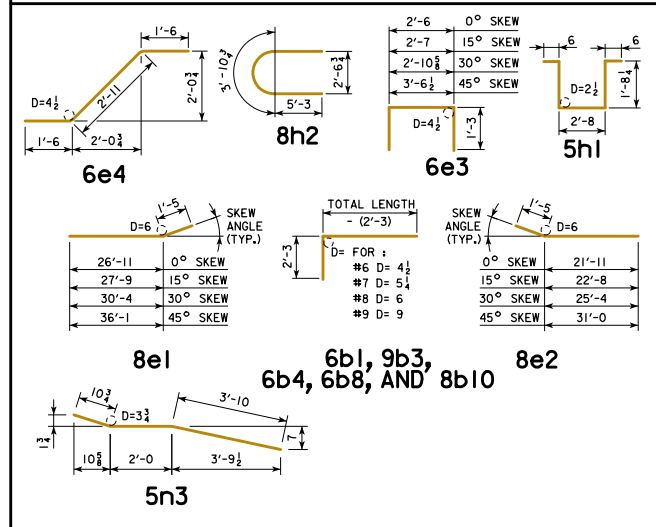 1'-6
D=4½
2'-11
2'-0¾
1'-6
2'-0¾
6e4
3'-10¾
2'-6¾
5'-3
8h2
2'-6 0° SKEW
2'-7 15° SKEW
2'-10⅝ 30° SKEW
3'-6½ 45° SKEW
D=4½
1'-3
6e3
6
6
D=2½
1'-8¼
2'-8
5h1
D=6
1'-5
SKEW
ANGLE
(TYP.)
26'-11 0° SKEW
27'-9 15° SKEW
30'-4 30° SKEW
36'-1 45° SKEW
8e1
TOTAL LENGTH
- (2'-3)
2'-3
D= FOR :
#6 D= 4½
#7 D= 5¼
#8 D= 6
#9 D= 9
6b1, 9b3,
6b4, 6b8, AND 8b10
SKEW
ANGLE
(TYP.)
1'-5
D=6
0° SKEW 21'-11
15° SKEW 22'-8
30° SKEW 25'-4
45° SKEW 31'-0
8e2
10¾
D=3¾
3'-10
1¾
7
10⅝
2'-0
3'-9½
5n3